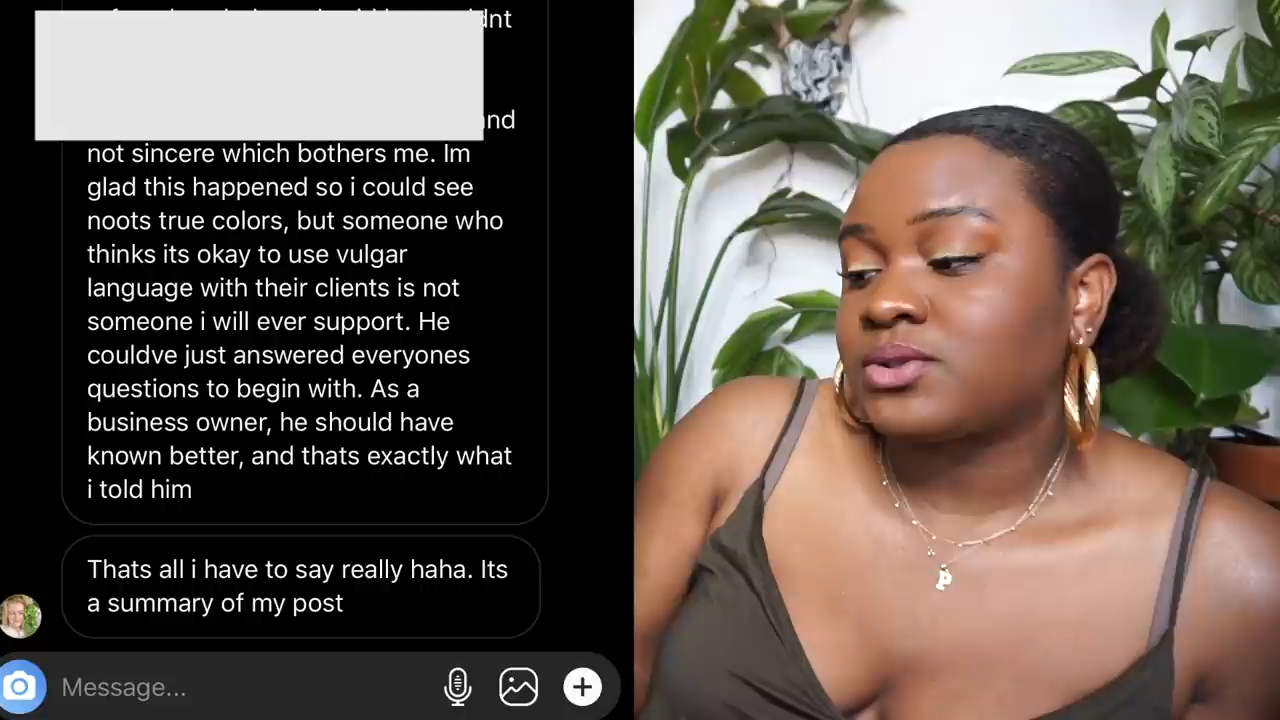 dnt
and
not sincere which bothers me. Im
glad this happened so i could see
noots true colors, but someone who
thinks its okay to use vulgar
language with their clients is not
someone i will ever support. He
couldve just answered everyones
questions to begin with. As a
business owner, he should have
known better, and thats exactly what
i told him
Thats all i have to say really haha. Its
a summary of my post
Message...
P